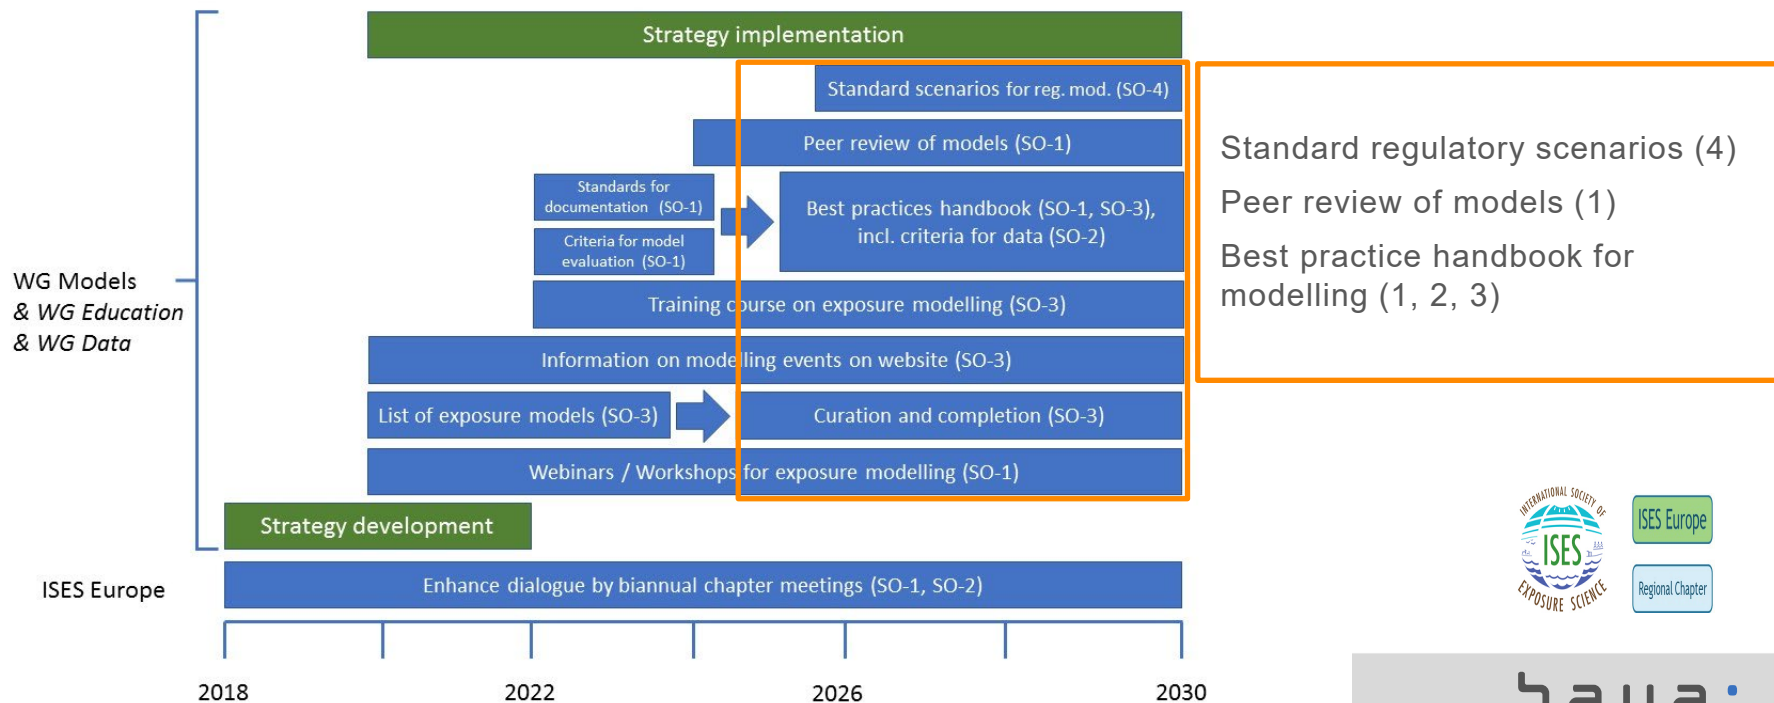 Strategy implementation
Standard scenarios for reg. mod. (SO-4)
Peer review of models (SO-1)
Standards for
documentation (SO-1)
Criteria for model
evaluation (SO-1)
Best practices handbook (SO-1, SO-3),
incl. criteria for data (SO-2)
Training course on exposure modelling (SO-3)
Information on modelling events on website (SO-3)
List of exposure models (SO-3)
Curation and completion (SO-3)
Webinars / Workshops for exposure modelling (SO-1)
Strategy development
WG Models
& WG Education
& WG Data
ISES Europe
Enhance dialogue by biannual chapter meetings (SO-1, SO-2)
2018
2022
2026
2030
Standard regulatory scenarios (4)
Peer review of models (1)
Best practice handbook for
modelling (1, 2, 3)
INTERNATIONAL SOCIETY OF
ISES
EXPOSURE SCIENCE
ISES Europe
Regional Chapter
baua: